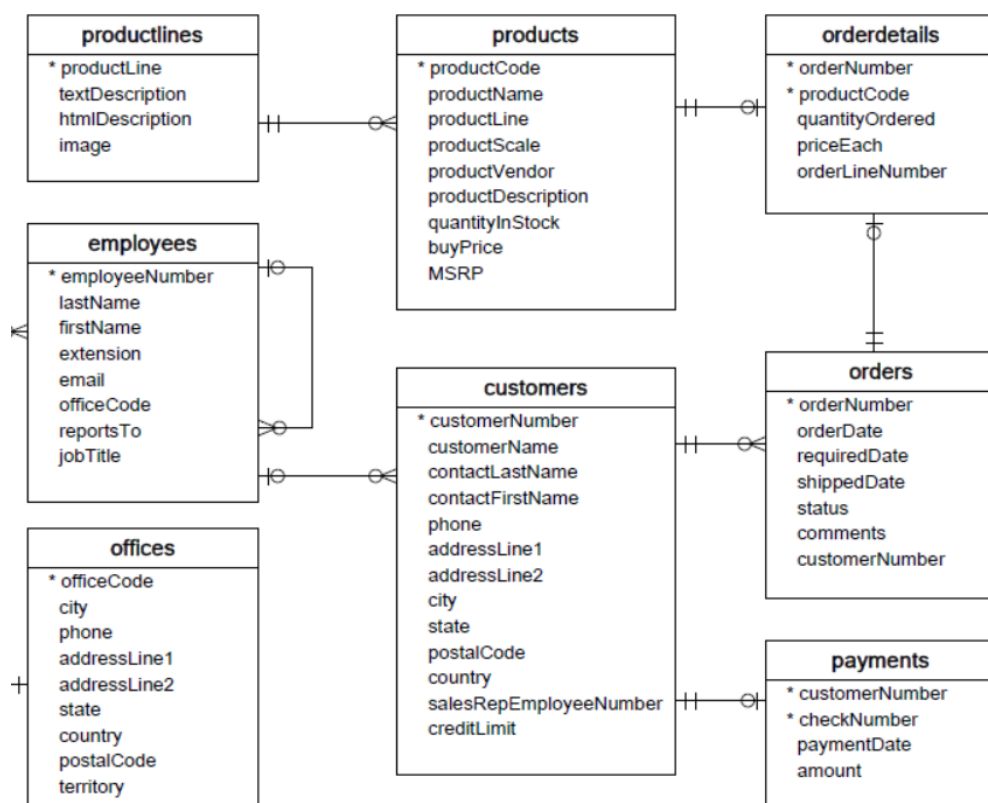 productlines
* productLine
textDescription
htmlDescription
image
products
* productCode
productName
productLine
productScale
productVendor
productDescription
quantityInStock
buyPrice
MSRP
orderdetails
* orderNumber
* productCode
quantityOrdered
priceEach
orderLineNumber
employees
* employeeNumber
lastName
firstName
extension
email
officeCode
reportsTo
jobTitle
customers
* customerNumber
customerName
contactLastName
contactFirstName
phone
addressLine1
addressLine2
city
state
postalCode
country
salesRepEmployeeNumber
creditLimit
orders
* orderNumber
orderDate
requiredDate
shippedDate
status
comments
customerNumber
offices
* officeCode
city
phone
addressLine1
addressLine2
state
country
postalCode
territory
payments
* customerNumber
* checkNumber
paymentDate
amount